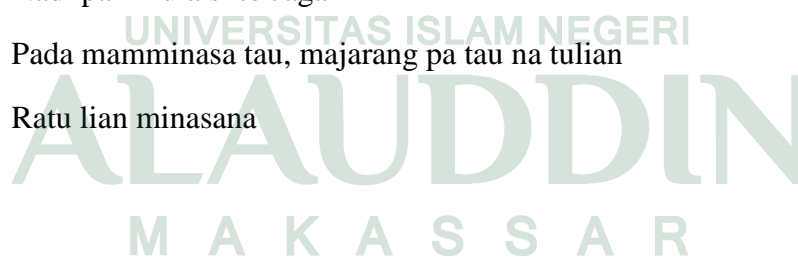 UNIVERSITAS ISLAM NEGERI
Pada mamminasa tau, majarang pa tau na tulian
Ratu lian minasana
ALAUDDIN
MAKASSAR